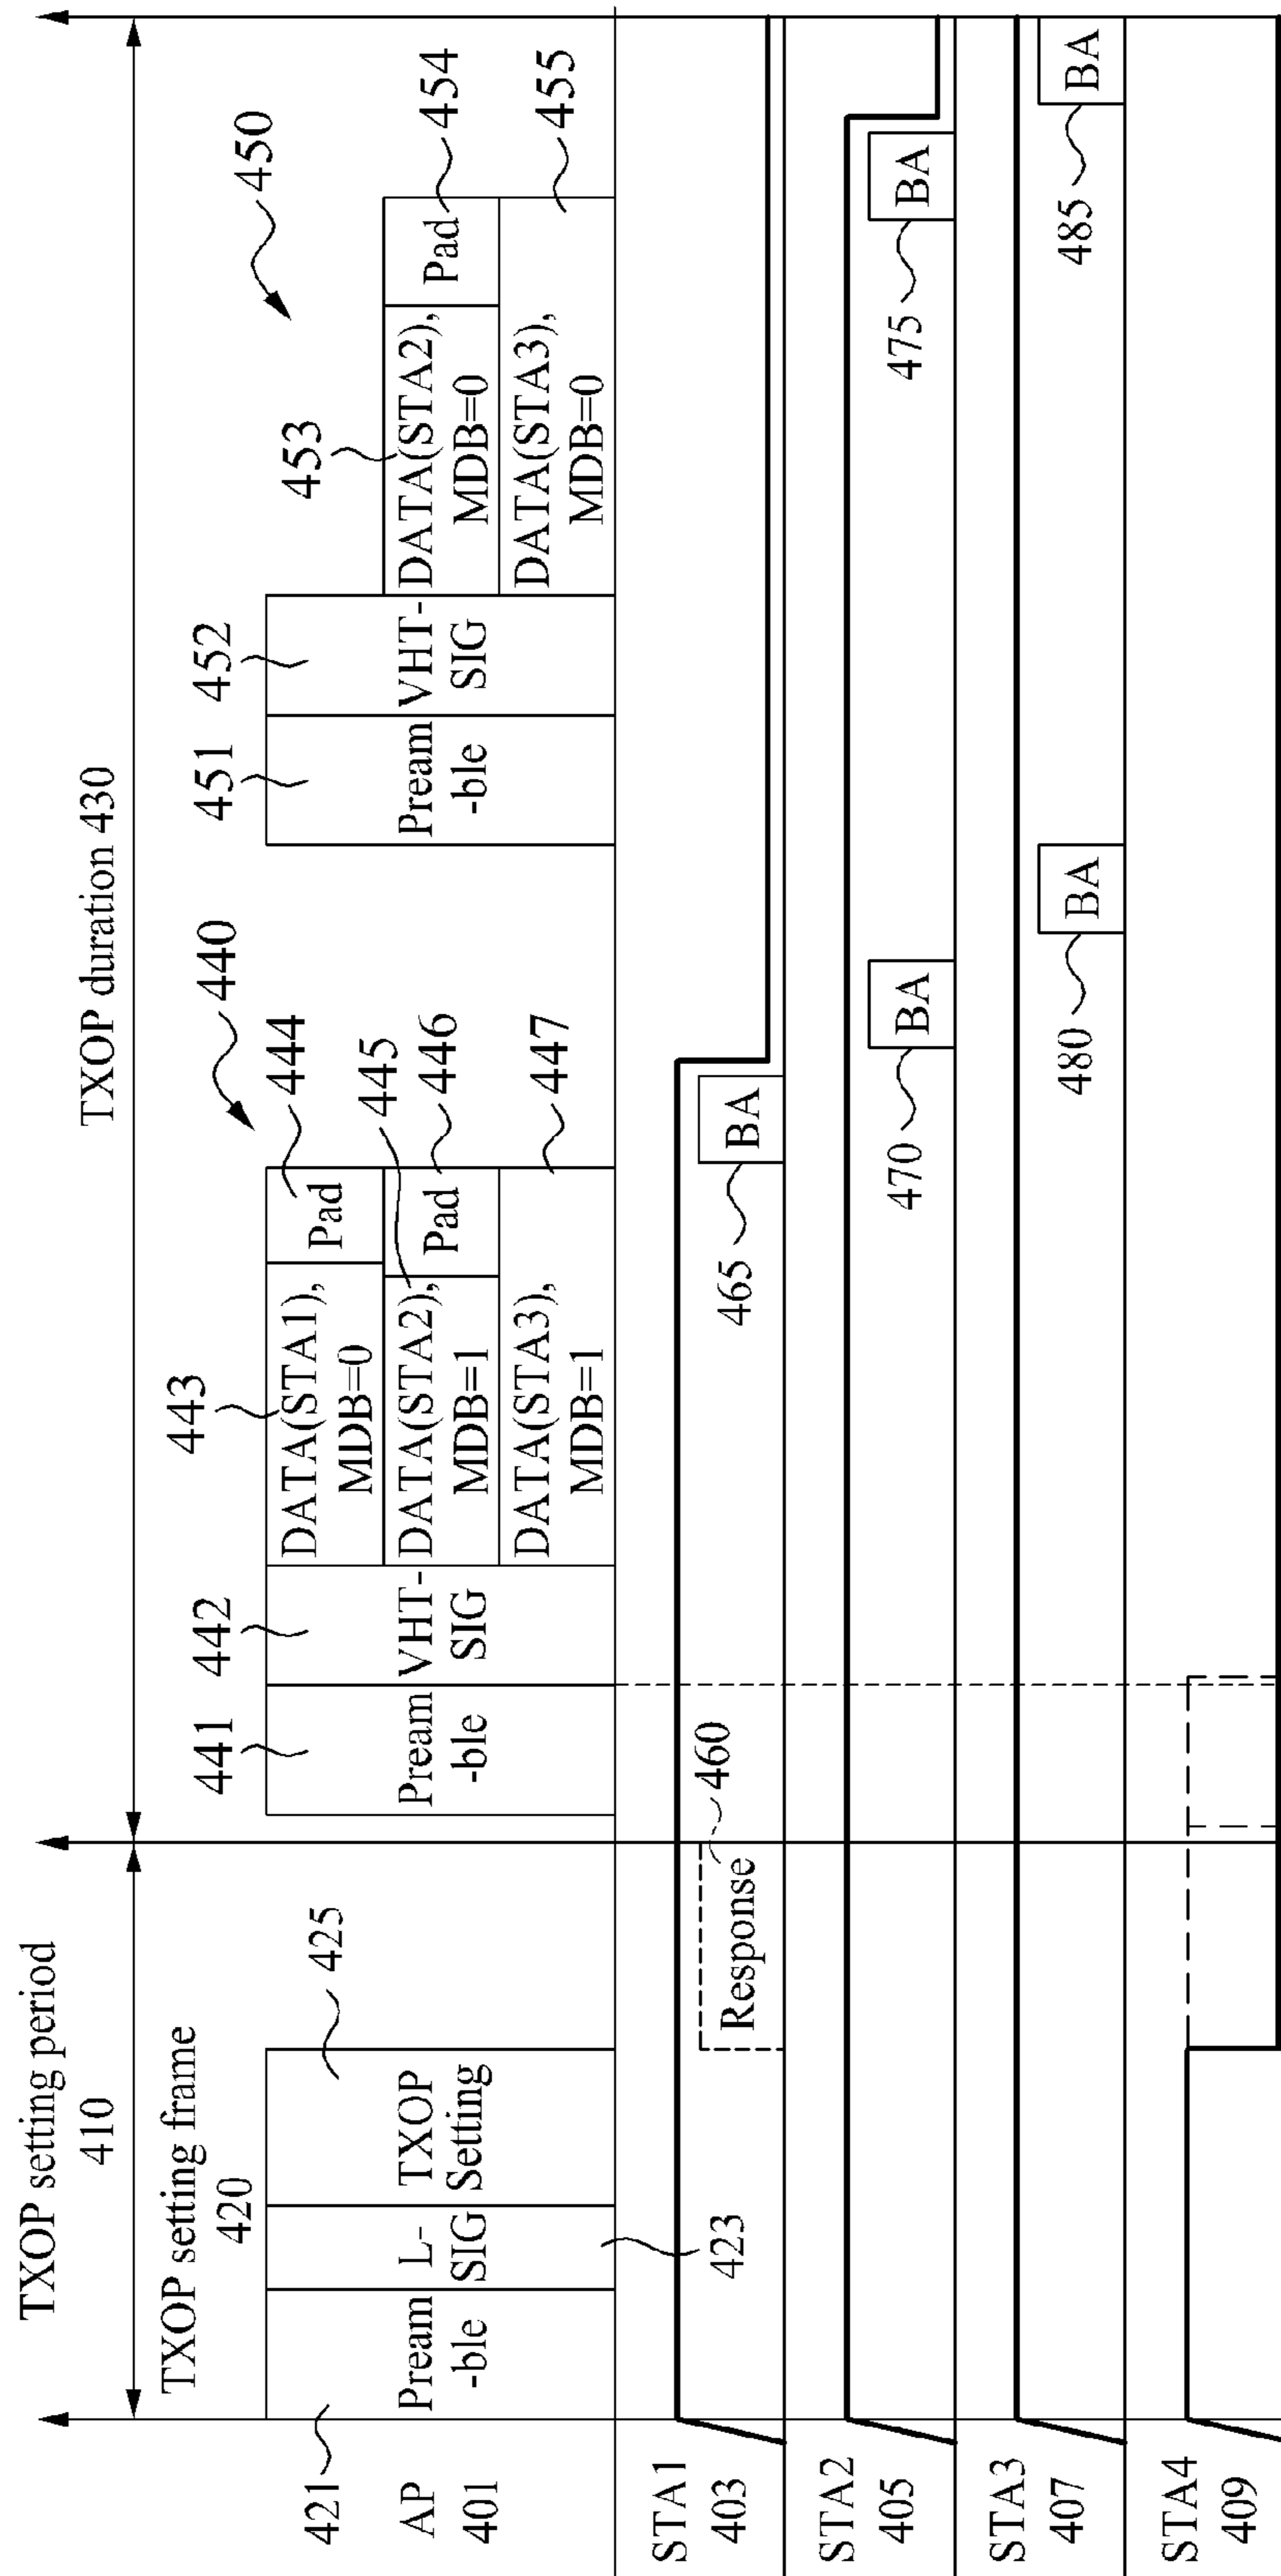 TXOP setting period
410
TXOP duration 430
TXOP setting frame
420
421
Pream
-ble
L-
SIG
423
TXOP
Setting
425
AP
401
440
441
Pream
-ble
442
VHT-
SIG
443
DATA(STA1),
MDB=0
444
Pad
445
DATA(STA2),
MDB=1
446
Pad
447
DATA(STA3),
MDB=1
450
451
Pream
-ble
452
VHT-
SIG
453
DATA(STA2),
MDB=0
454
Pad
455
DATA(STA3),
MDB=0
STA1
403
Response
460
465
BA
STA2
405
470
BA
475
BA
STA3
407
480
BA
485
BA
STA4
409